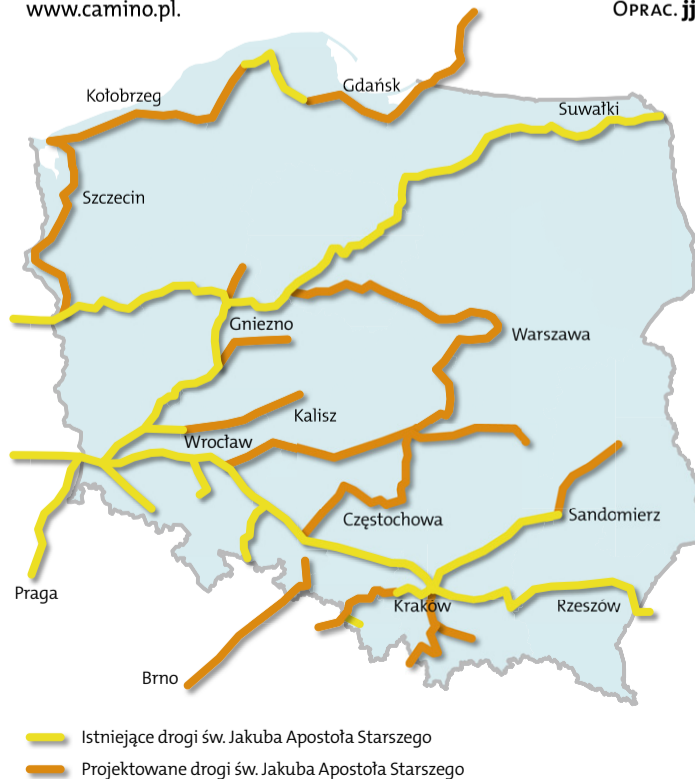 www.camino.pl.
OPRAC. jj
Gdańsk
Kołobrzeg
Suwałki
Szczecin
Gniezno
Warszawa
Kalisz
Wrocław
Częstochowa
Sandomierz
Praga
Kraków
Rzeszów
Brno
Istniejące drogi św. Jakuba Apostoła Starszego
Projektowane drogi św. Jakuba Apostoła Starszego